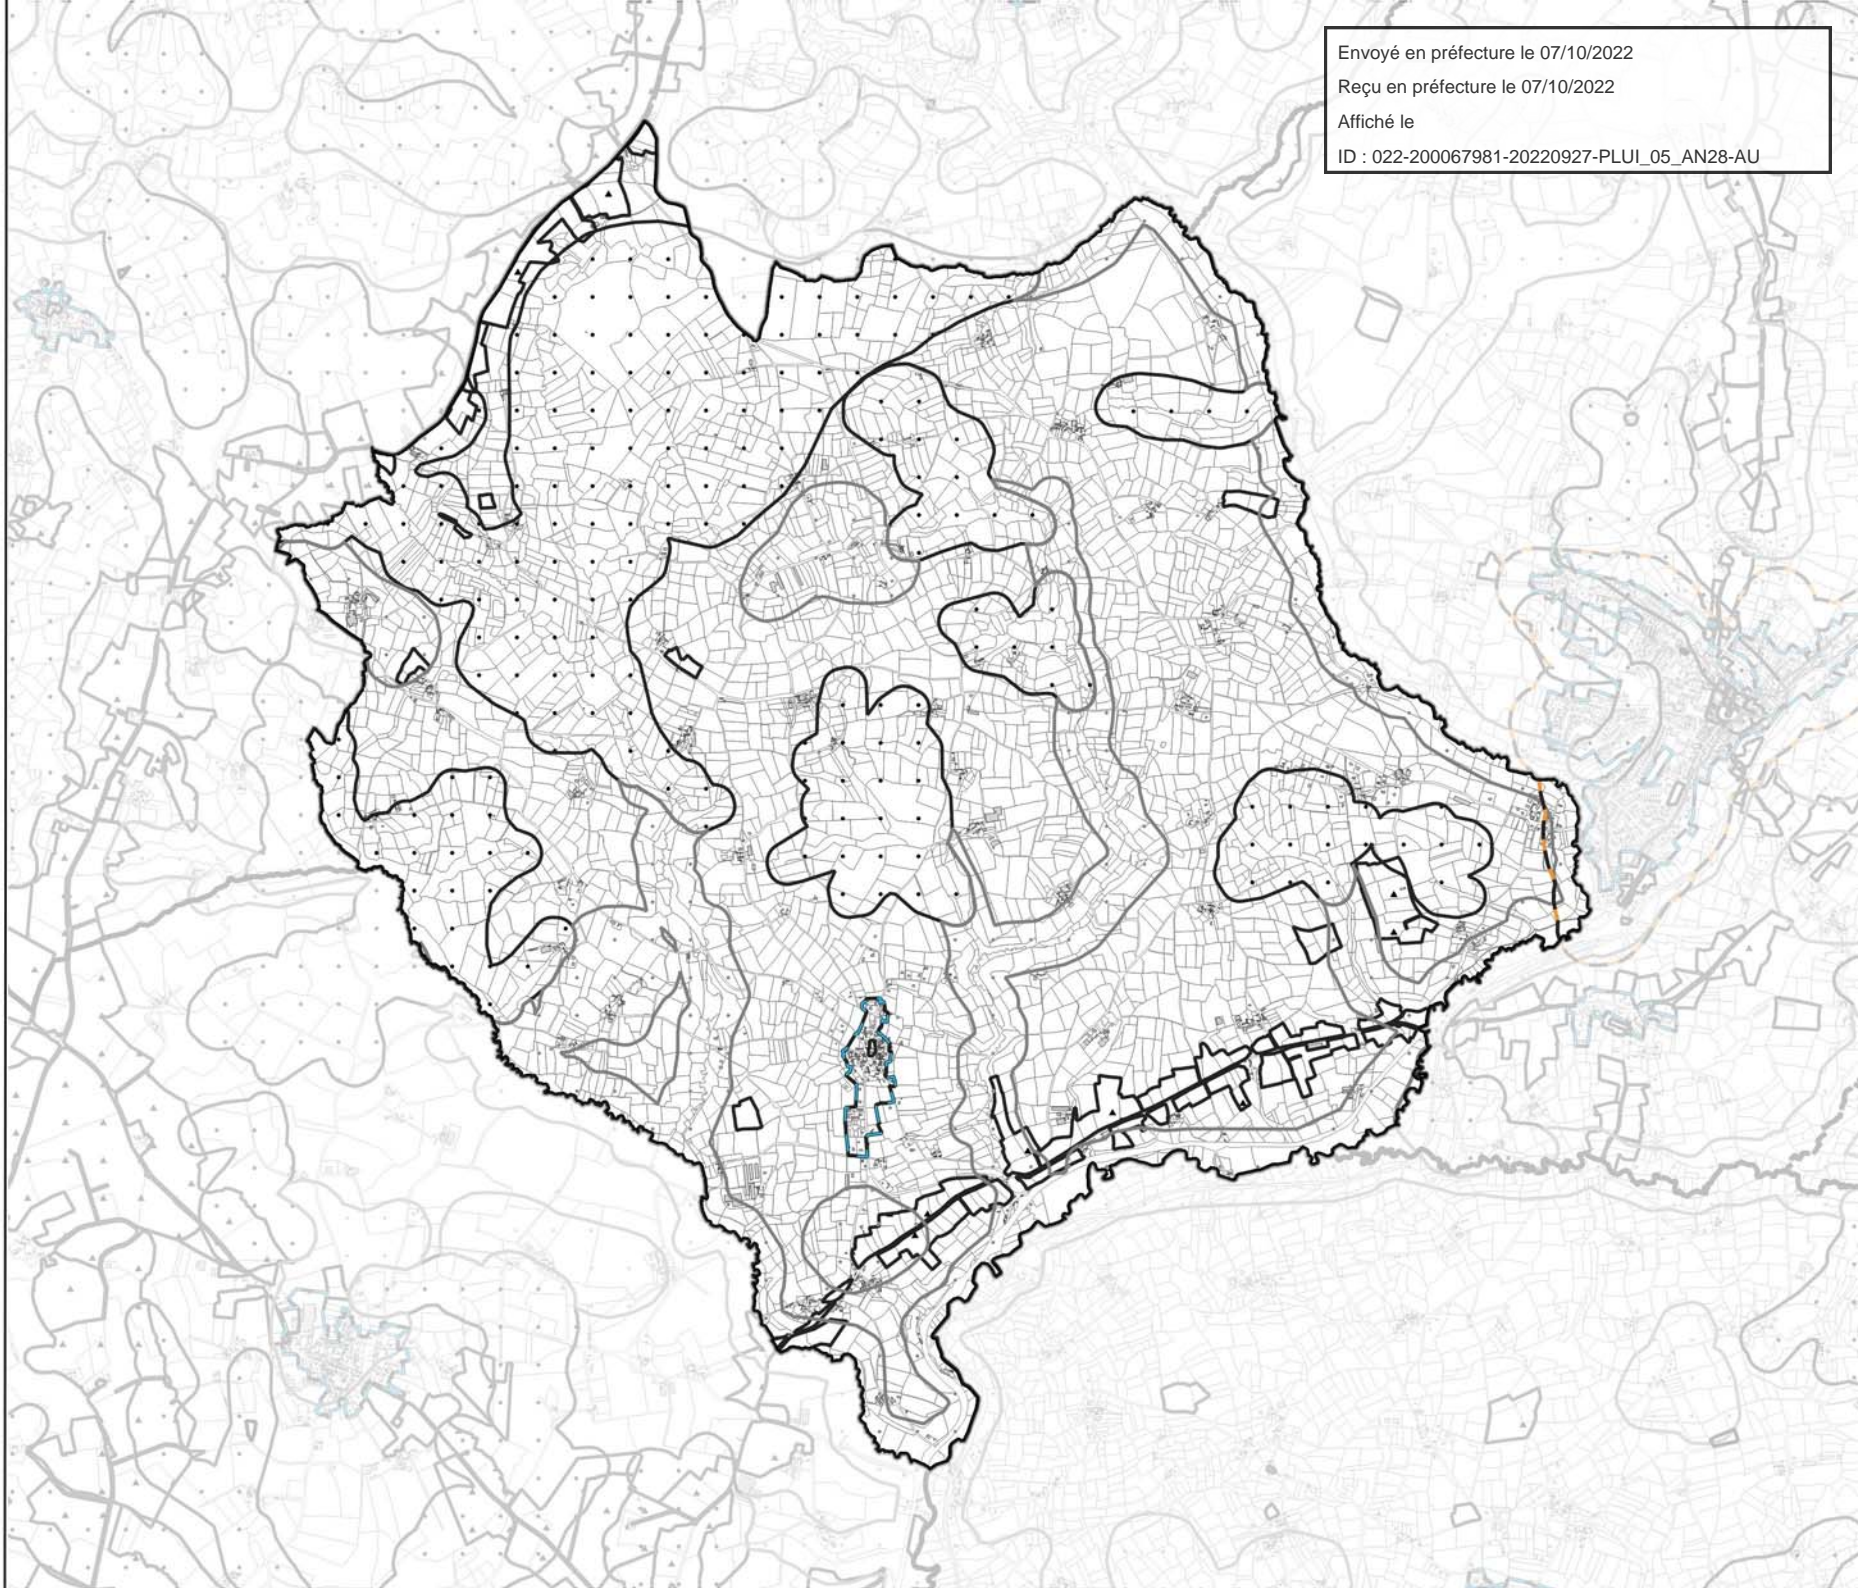 Envoyé en préfecture le 07/10/2022
Reçu en préfecture le 07/10/2022
Affiché le
ID : 022-200067981-20220927-PLUI_05_AN28-AU
0